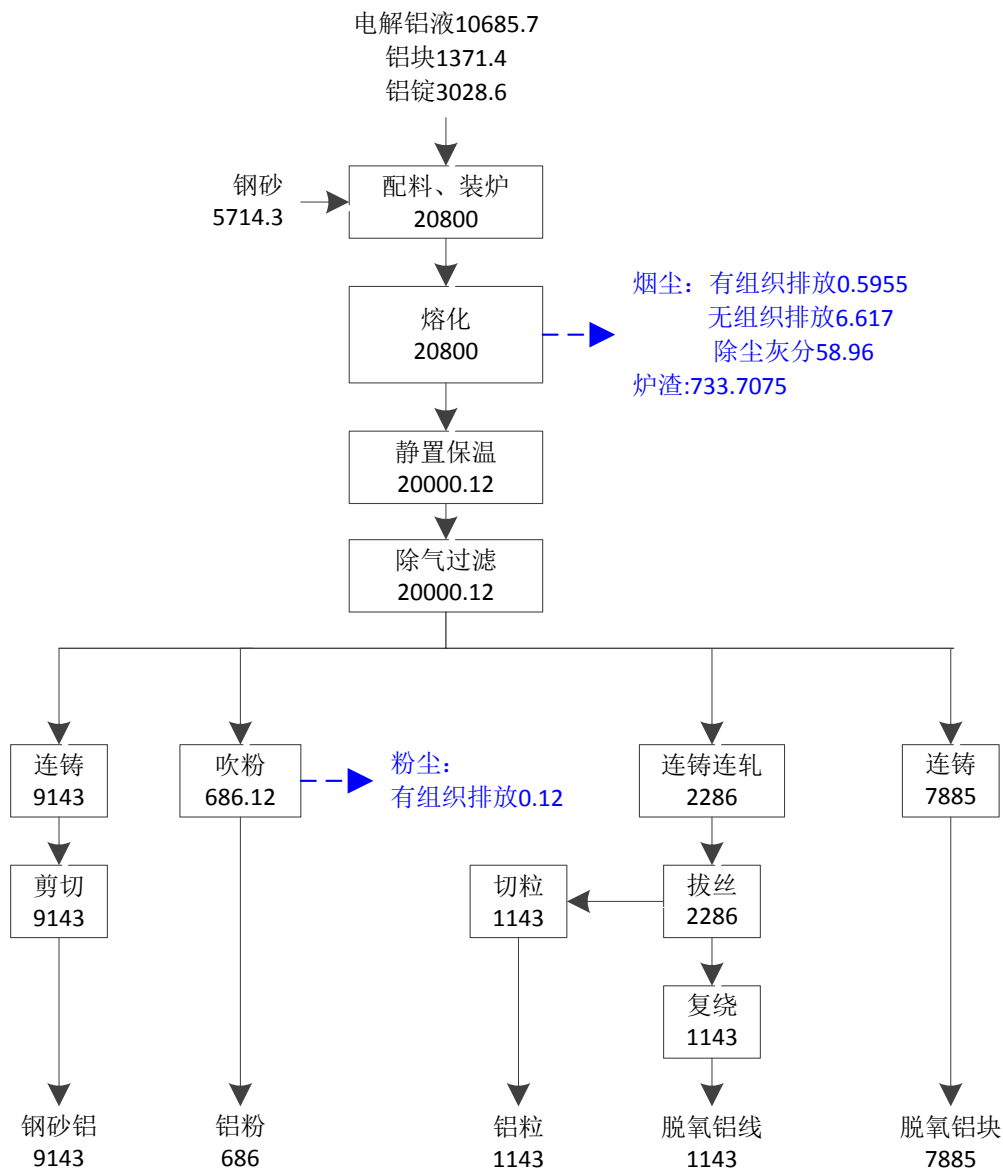 电解铝液10685.7
铝块1371.4
铝锭3028.6
钢砂
5714.3
配料、装炉
20800
熔化
20800
烟尘：有组织排放0.5955
无组织排放6.617
除尘灰分58.96
炉渣:733.7075
静置保温
20000.12
除气过滤
20000.12
连铸
9143
吹粉
686.12
粉尘：
有组织排放0.12
连铸连轧
2286
连铸
7885
剪切
9143
切粒
1143
拔丝
2286
复绕
1143
钢砂铝
9143
铝粉
686
铝粒
1143
脱氧铝线
1143
脱氧铝块
7885